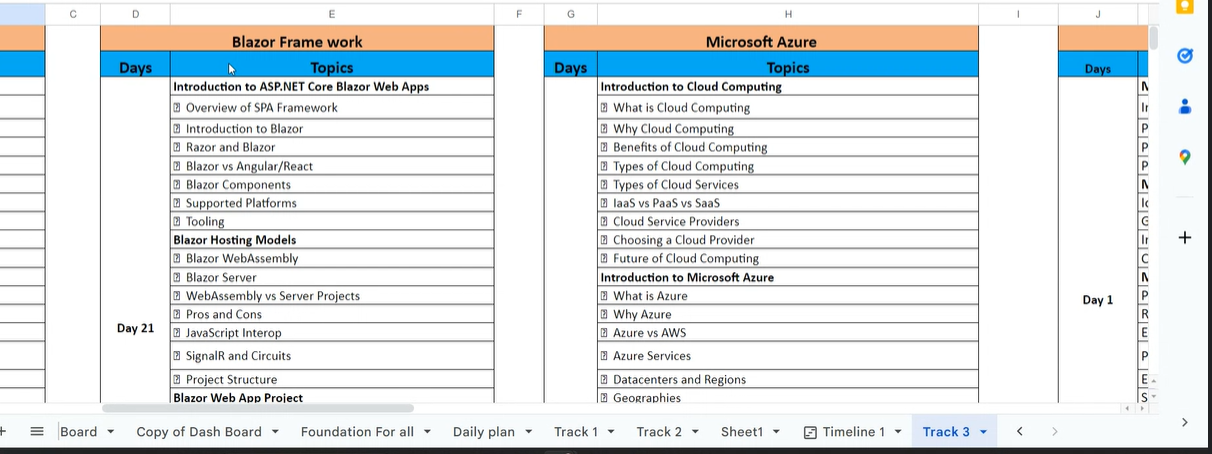 C D E F G H I J
Blazor Frame work Microsoft Azure
Days Topics Days Topics Days
Introduction to ASP.NET Core Blazor Web Apps Introduction to Cloud Computing
Overview of SPA Framework What is Cloud Computing
Introduction to Blazor Why Cloud Computing
Razor and Blazor Benefits of Cloud Computing
Blazor vs Angular/React Types of Cloud Computing
Blazor Components Types of Cloud Services
Supported Platforms IaaS vs PaaS vs SaaS
Tooling Cloud Service Providers
Blazor Hosting Models Choosing a Cloud Provider
Blazor WebAssembly Future of Cloud Computing
Blazor Server Introduction to Microsoft Azure
WebAssembly vs Server Projects What is Azure
Day 1
Pros and Cons Why Azure
Day 21
JavaScript Interop Azure vs AWS
SignalR and Circuits Azure Services
Project Structure Datacenters and Regions
Blazor Web App Project Geographies
Board Copy of Dash Board Foundation For all Daily plan Track 1 Track 2 Sheet1 Timeline 1 Track 3